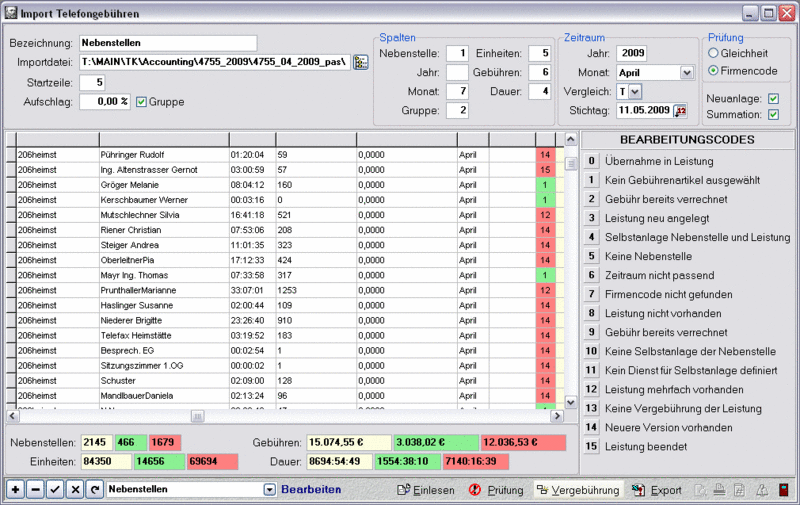 Import Telefongebühren
Bezeichnung: Nebenstellen
Importdatei: T:\MAIN\TK\Accounting\4755_2009\4755_04_2009_pas\
Startzeile: 5
Aufschlag: 0,00 % Gruppe
Spalten
Nebenstelle: 1 Einheiten: 5
Jahr: Gebühren: 6
Monat: 7 Dauer: 4
Gruppe: 2
Zeitraum
Jahr: 2009
Monat: April
Vergleich: T
Stichtag: 11.05.2009 12
Prüfung
Gleichheit
Firmencode
Neuanlage:
Summation:
206heimst Pühringer Rudolf 01:20:04 59 0,0000 April 14
206heimst Ing. Altenstrasser Gernot 03:00:59 57 0,0000 April 15
206heimst Gröger Melanie 08:04:12 160 0,0000 April 1
206heimst Kerschbaumer Werner 00:03:16 0 0,0000 April 1
206heimst Mutschlechner Silvia 16:41:18 521 0,0000 April 12
206heimst Riener Christian 07:53:06 208 0,0000 April 14
206heimst Steiger Andrea 11:01:35 323 0,0000 April 14
206heimst OberleitnerPia 17:12:33 424 0,0000 April 14
206heimst Mayr Ing. Thomas 07:33:58 317 0,0000 April 1
206heimst PrunthallerMarianne 33:07:01 1253 0,0000 April 12
206heimst Haslinger Susanne 02:00:44 109 0,0000 April 14
206heimst Niederer Brigitte 23:26:40 910 0,0000 April 14
206heimst Telefax Heimstätte 03:19:52 183 0,0000 April 14
206heimst Besprech. EG 00:02:54 1 0,0000 April 14
206heimst Sitzungszimmer 1.OG 00:00:02 1 0,0000 April 14
206heimst Schuster 02:09:00 128 0,0000 April 14
206heimst MandlbauerDaniela 02:13:24 96 0,0000 April 14
BEARBEITUNGSCODES
0 Übernahme in Leistung
1 Kein Gebührenartikel ausgewählt
2 Gebühr bereits verrechnet
3 Leistung neu angelegt
4 Selbstanlage Nebenstelle und Leistung
5 Keine Nebenstelle
6 Zeitraum nicht passend
7 Firmencode nicht gefunden
8 Leistung nicht vorhanden
9 Gebühr bereits verrechnet
10 Keine Selbstanlage der Nebenstelle
11 Kein Dienst für Selbstanlage definiert
12 Leistung mehrfach vorhanden
13 Keine Vergebührung der Leistung
14 Neuere Version vorhanden
15 Leistung beendet
Nebenstellen: 2145 466 1679 Gebühren: 15.074,55 € 3.038,02 € 12.036,53 €
Einheiten: 84350 14656 69694 Dauer: 8694:54:49 1554:38:10 7140:16:39
Nebenstellen Bearbeiten Einlesen Prüfung Vergebührung Export